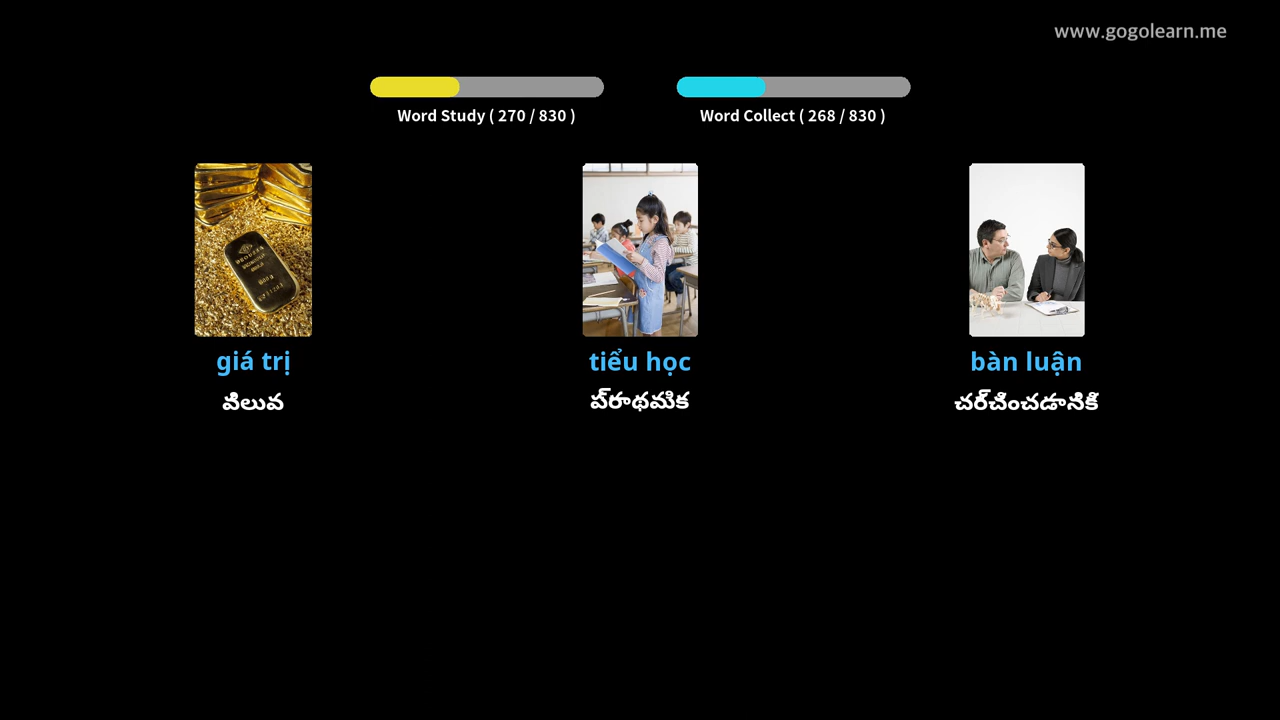 www.gogolearn.me
Word Study ( 270 / 830 )
Word Collect ( 268 / 830 )
giá trị
tiểu học
bàn luận
విలువ
ప్రాథమిక
చర్చించడానికి